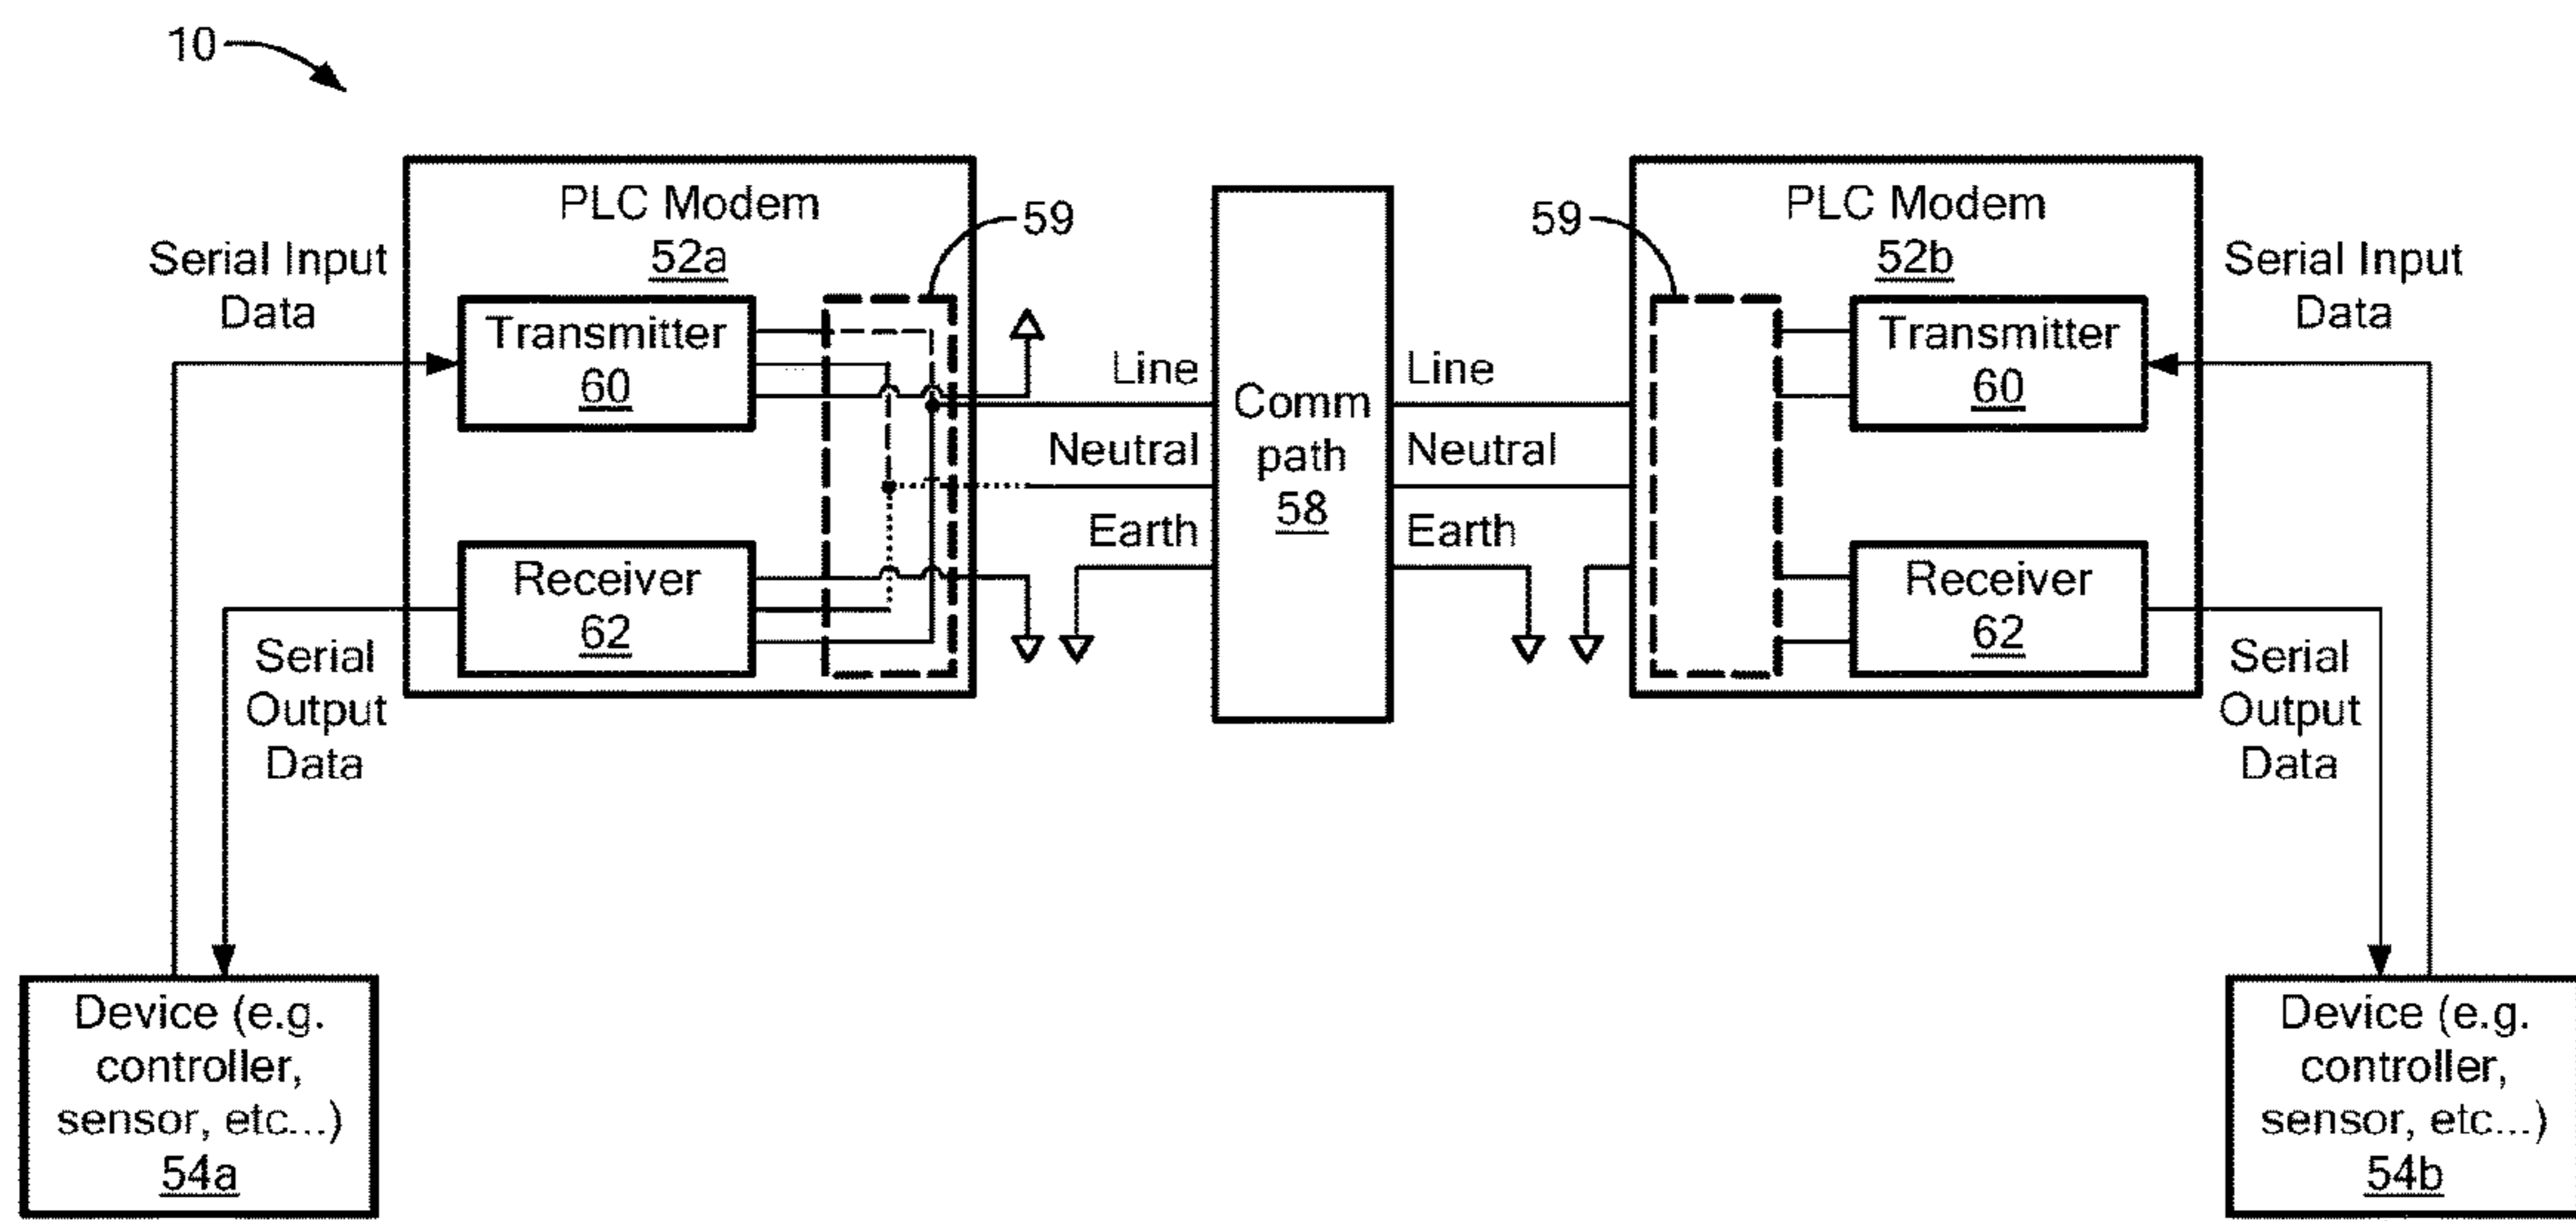 10
PLC Modem
52a
59
Serial Input
Data
Transmitter
60
Receiver
62
Serial
Output
Data
Line
Neutral
Earth
Comm
path
58
Line
Neutral
Earth
59
PLC Modem
52b
Transmitter
60
Receiver
62
Serial Input
Data
Serial
Output
Data
Device (e.g.
controller,
sensor, etc...)
54a
Device (e.g.
controller,
sensor, etc...)
54b